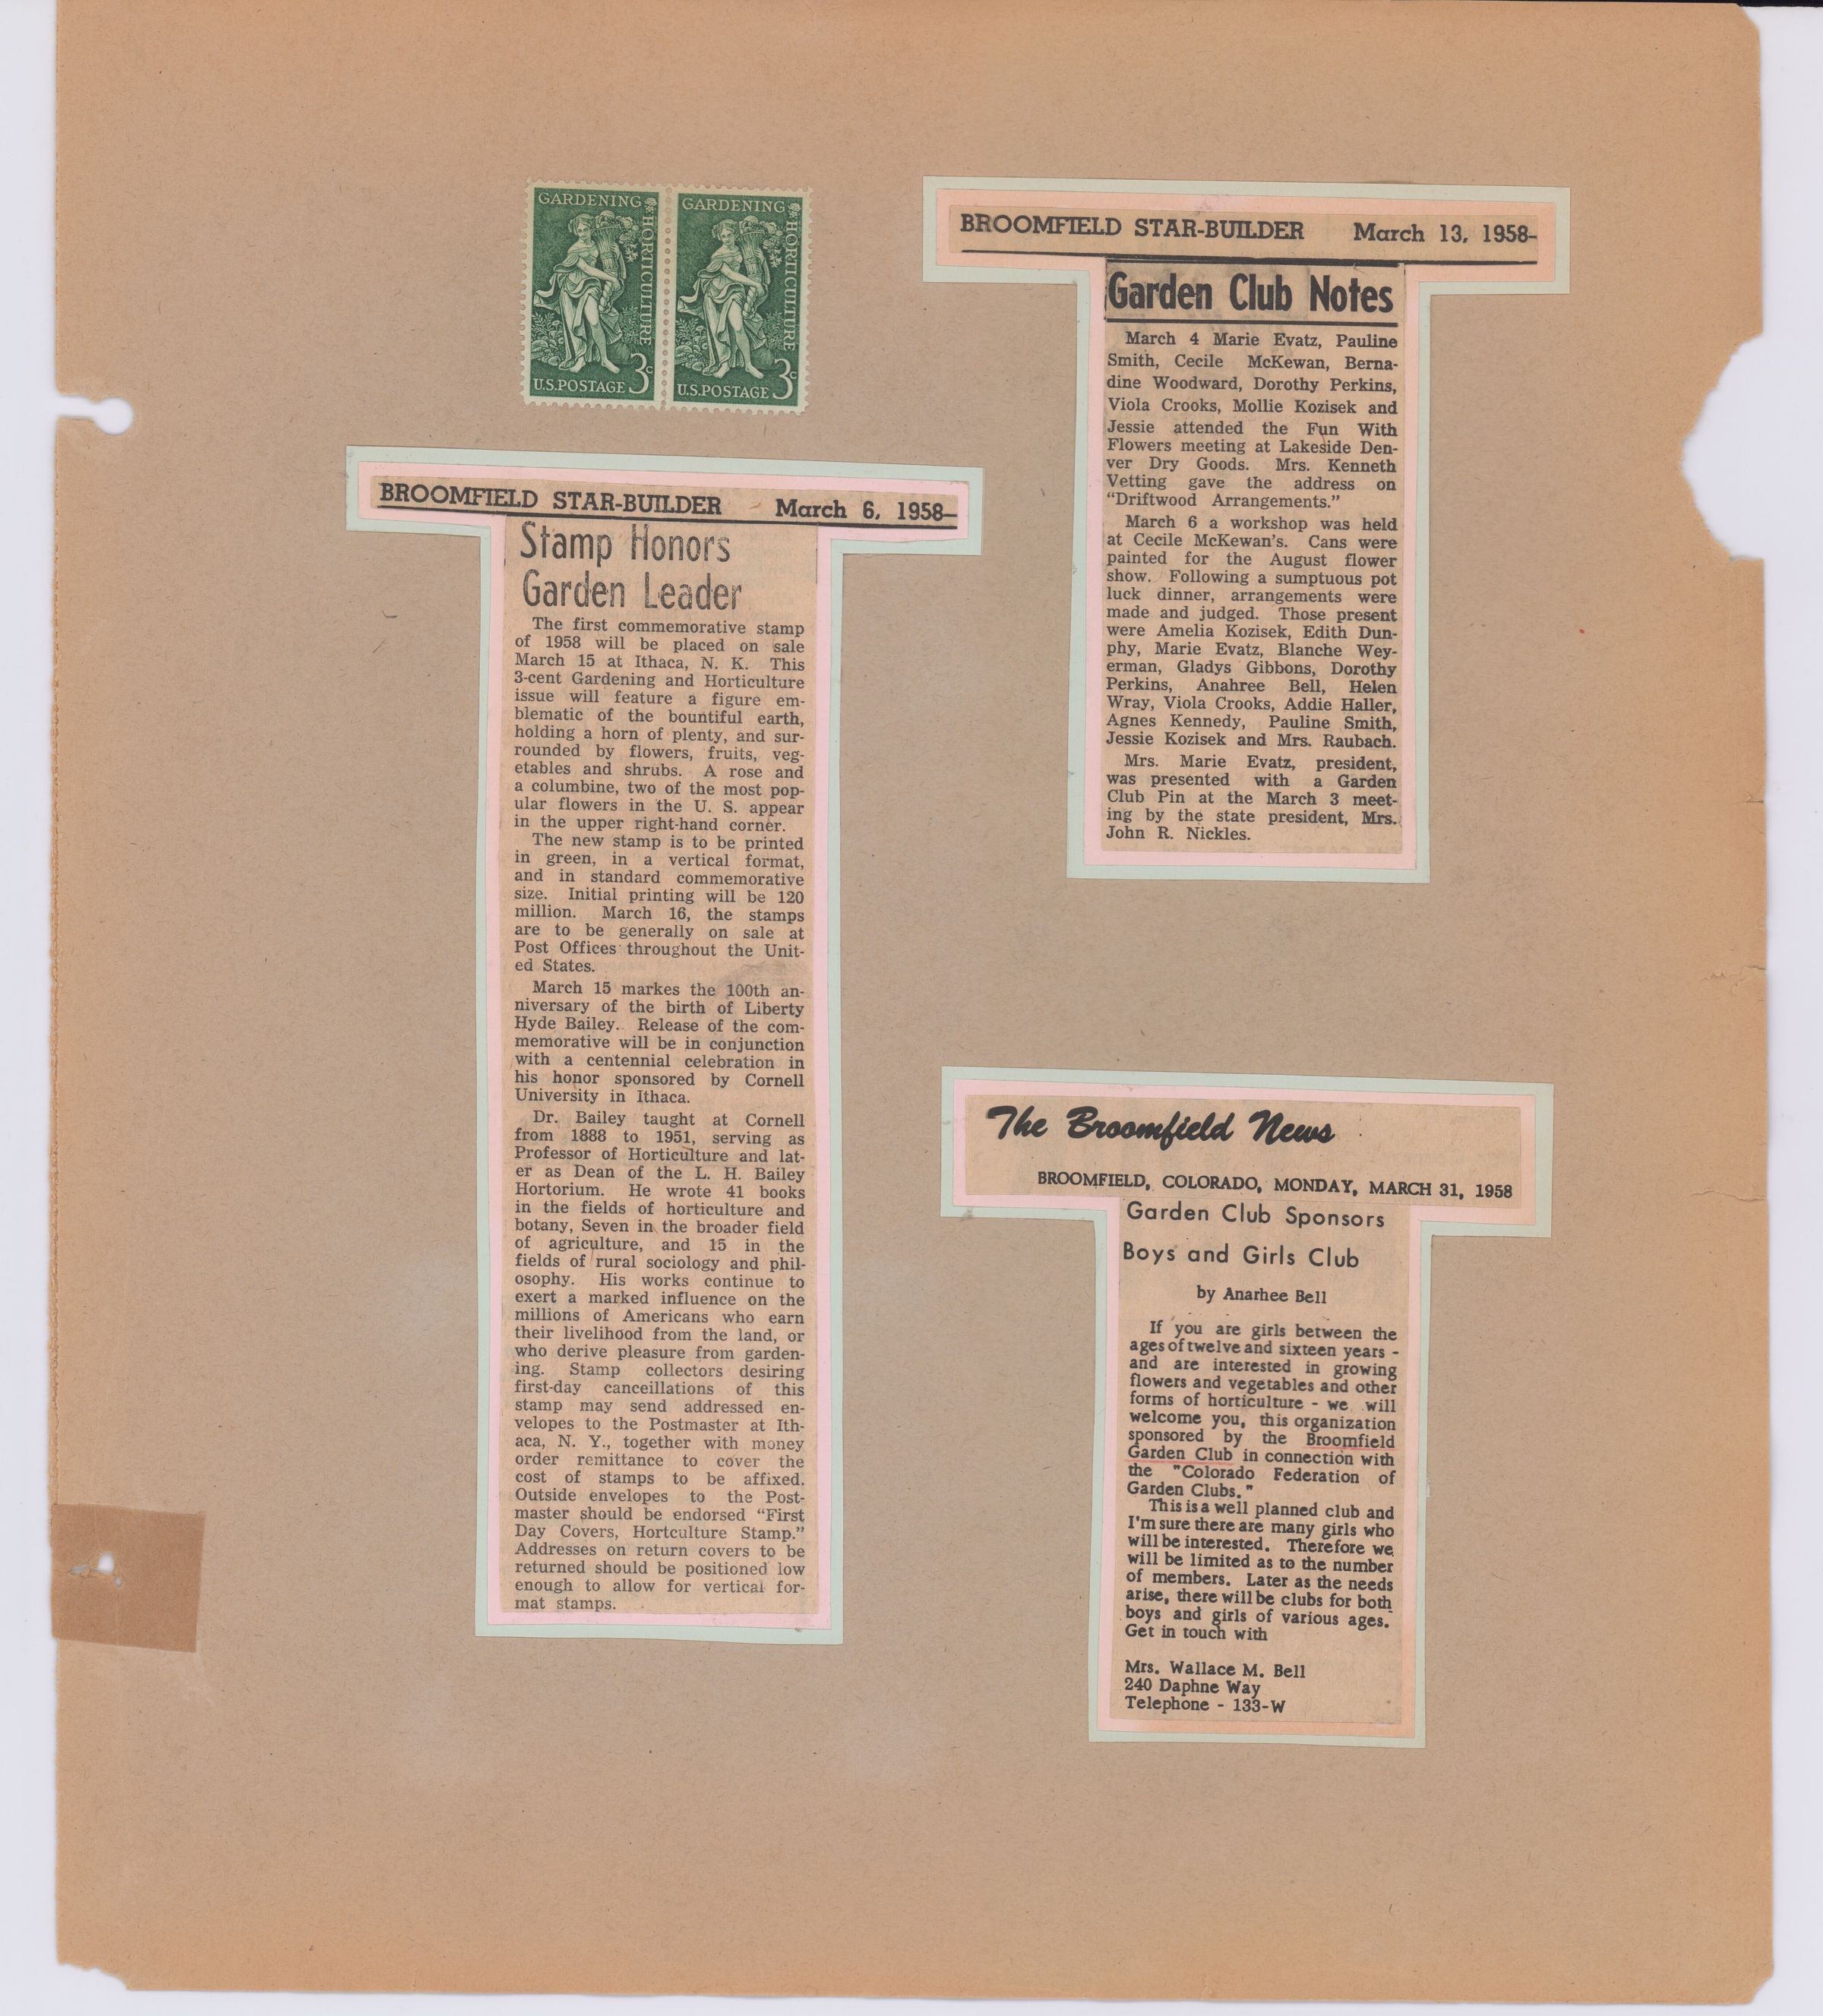 GARDENING
HORTICULTURE
U.S.POSTAGE 3c
GARDENING
HORTICULTURE
U.S.POSTAGE 3c
BROOMFIELD STAR-BUILDER March 6, 1958-
Stamp Honors
Garden Leader
The first commemorative stamp
of 1958 will be placed on sale
March 15 at Ithaca, N. K. This
3-cent Gardening and Horticulture
issue will feature a figure em-
blematic of the bountiful earth,
holding a horn of plenty, and sur-
rounded by flowers, fruits, veg-
etables and shrubs. A rose and
a columbine, two of the most pop-
ular flowers in the U. S. appear
in the upper right-hand corner.
The new stamp is to be printed
in green, in a vertical format,
and in standard commemorative
size. Initial printing will be 120
million. March 16, the stamps
are to be generally on sale at
Post Offices throughout the Unit-
ed States.
March 15 markes the 100th an-
niversary of the birth of Liberty
Hyde Bailey. Release of the com-
memorative will be in conjunction
with a centennial celebration in
his honor sponsored by Cornell
University in Ithaca.
Dr. Bailey taught at Cornell
from 1888 to 1951, serving as
Professor of Horticulture and lat-
er as Dean of the L. H. Bailey
Hortorium. He wrote 41 books
in the fields of horticulture and
botany, Seven in the broader field
of agriculture, and 15 in the
fields of rural sociology and phil-
osophy. His works continue to
exert a marked influence on the
millions of Americans who earn
their livelihood from the land, or
who derive pleasure from garden-
ing. Stamp collectors desiring
first-day canceillations of this
stamp may send addressed en-
velopes to the Postmaster at Ith-
aca, N. Y., together with money
order remittance to cover the
cost of stamps to be affixed.
Outside envelopes to the Post-
master should be endorsed “First
Day Covers, Hortculture Stamp.”
Addresses on return covers to be
returned should be positioned low
enough to allow for vertical for-
mat stamps.
BROOMFIELD STAR-BUILDER March 13, 1958-
Garden Club Notes
March 4 Marie Evatz, Pauline
Smith, Cecile McKewan, Berna-
dine Woodward, Dorothy Perkins,
Viola Crooks, Mollie Kozisek and
Jessie attended the Fun With
Flowers meeting at Lakeside Den-
ver Dry Goods. Mrs. Kenneth
Vetting gave the address on
“Driftwood Arrangements.”
March 6 a workshop was held
at Cecile McKewan's. Cans were
painted for the August flower
show. Following a sumptuous pot
luck dinner, arrangements were
made and judged. Those present
were Amelia Kozisek, Edith Dun-
phy, Marie Evatz, Blanche Wey-
erman, Gladys Gibbons, Dorothy
Perkins, Anahree Bell, Helen
Wray, Viola Crooks, Addie Haller,
Agnes Kennedy, Pauline Smith,
Jessie Kozisek and Mrs. Raubach.
Mrs. Marie Evatz, president,
was presented with a Garden
Club Pin at the March 3 meet-
ing by the state president, Mrs.
John R. Nickles.
The Broomfield News
BROOMFIELD, COLORADO, MONDAY, MARCH 31, 1958
Garden Club Sponsors
Boys and Girls Club
by Anarhee Bell
If you are girls between the
ages of twelve and sixteen years -
and are interested in growing
flowers and vegetables and other
forms of horticulture - we will
welcome you, this organization
sponsored by the Broomfield
Garden Club in connection with
the "Colorado Federation of
Garden Clubs."
This is a well planned club and
I'm sure there are many girls who
will be interested. Therefore we
will be limited as to the number
of members. Later as the needs
arise, there will be clubs for both
boys and girls of various ages.
Get in touch with
Mrs. Wallace M. Bell
240 Daphne Way
Telephone - 133-W